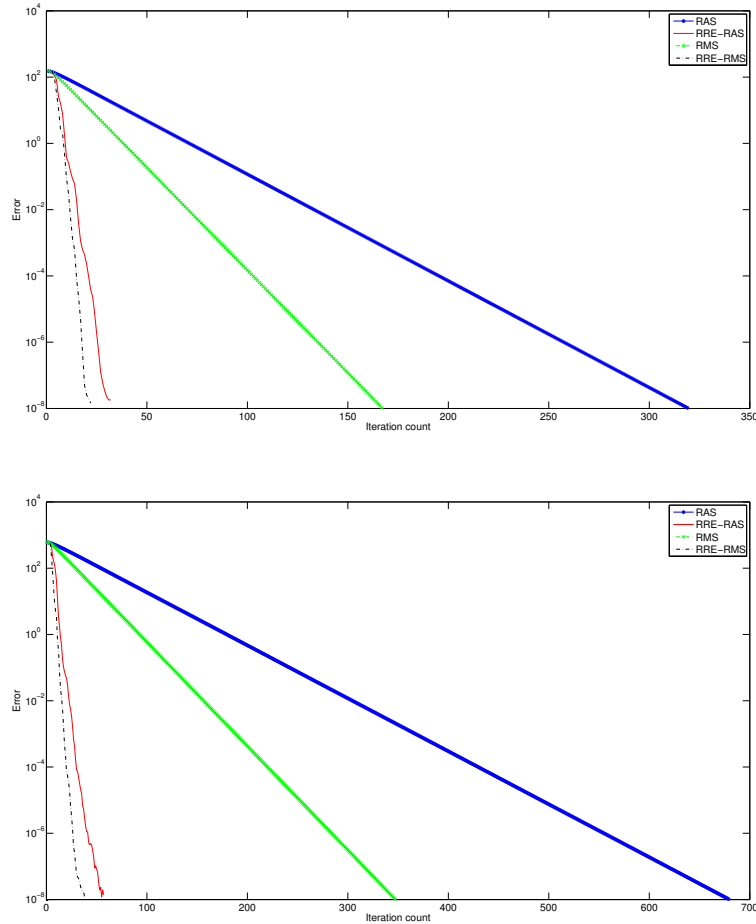 10^4
10^2
10^0
10^-2
10^-4
10^-6
10^-8
Error
0 50 100 150 200 250 300 350
Iteration count
RAS
RRE-RAS
RMS
RRE-RMS
10^4
10^2
10^0
10^-2
10^-4
10^-6
10^-8
Error
0 100 200 300 400 500 600 700
Iteration count
RAS
RRE-RAS
RMS
RRE-RMS